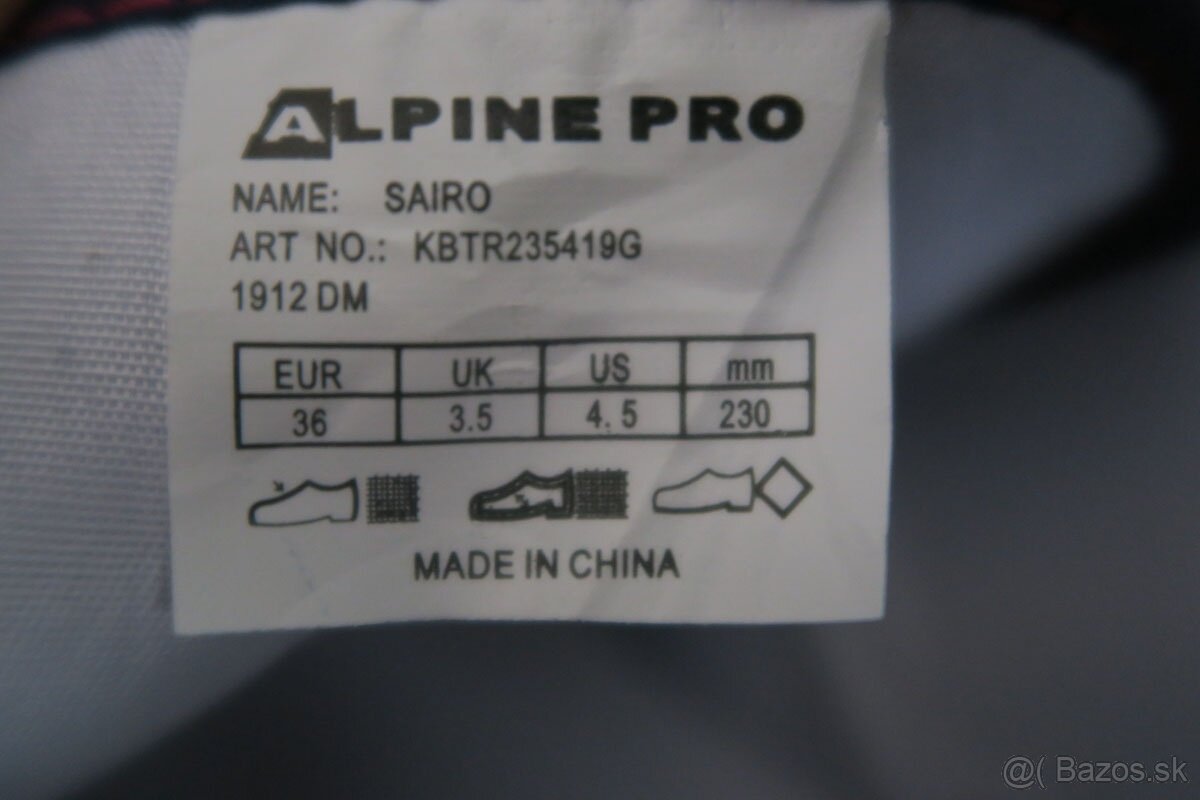 ALPINE PRO
NAME: SAIRO
ART NO.: KBTR235419G
1912 DM
EUR UK US mm
36 3.5 4.5 230
MADE IN CHINA
@( Bazos.sk